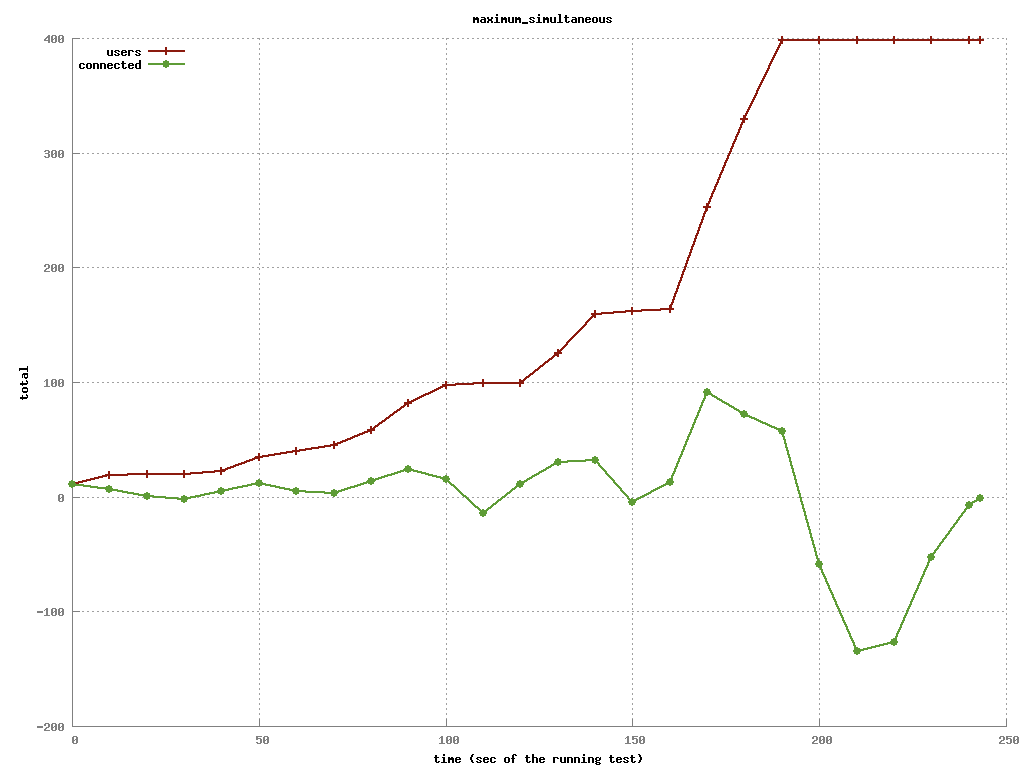 maximum_simultaneous
users
connected
400
300
200
100
0
-100
-200
total
0 50 100 150 200 250
time (sec of the running test)